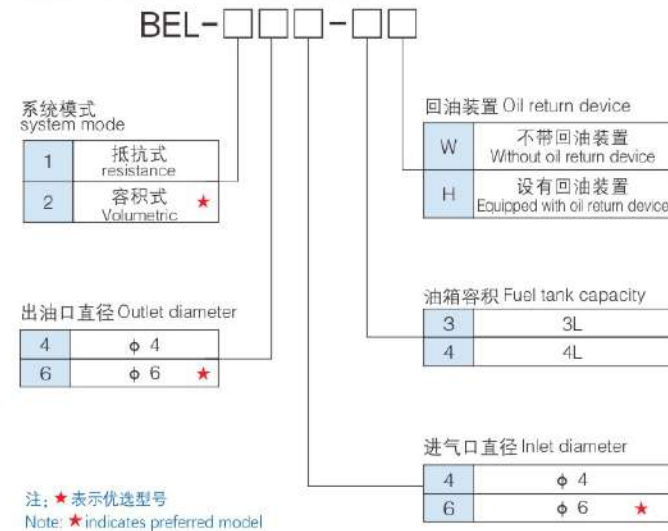 BEL-□□□-□□
系统模式
system mode
1 抵抗式
resistance
2 容积式 ★
Volumetric
出油口直径 Outlet diameter
4 ϕ 4
6 ϕ 6 ★
回油装置 Oil return device
W 不带回油装置
Without oil return device
H 设有回油装置
Equipped with oil return device
油箱容积 Fuel tank capacity
3 3L
4 4L
进气口直径 Inlet diameter
4 ϕ 4
6 ϕ 6 ★
注:★表示优选型号
Note: ★ indicates preferred model